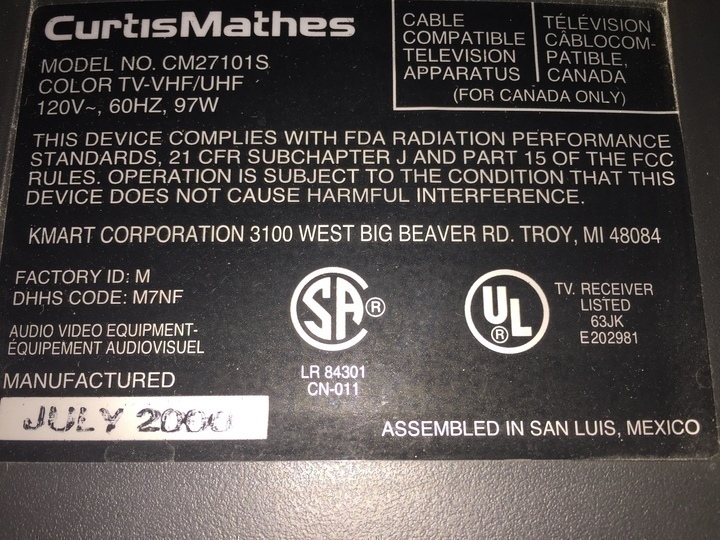 CurtisMathes
MODEL NO. CM27101S
COLOR TV-VHF/UHF
120V~, 60HZ, 97W
CABLE
COMPATIBLE
TELEVISION
APPARATUS
TÉLÉVISION
CÂBLOCOM-
PATIBLE,
CANADA
(FOR CANADA ONLY)
THIS DEVICE COMPLIES WITH FDA RADIATION PERFORMANCE
STANDARDS, 21 CFR SUBCHAPTER J AND PART 15 OF THE FCC
RULES. OPERATION IS SUBJECT TO THE CONDITION THAT THIS
DEVICE DOES NOT CAUSE HARMFUL INTERFERENCE.
KMART CORPORATION 3100 WEST BIG BEAVER RD. TROY, MI 48084
FACTORY ID: M
DHHS CODE: M7NF
AUDIO VIDEO EQUIPMENT-
ÉQUIPEMENT AUDIOVISUEL
MANUFACTURED
JULY 2000
SA ®
LR 84301
CN-011
UL ®
TV. RECEIVER
LISTED
63JK
E202981
ASSEMBLED IN SAN LUIS, MEXICO